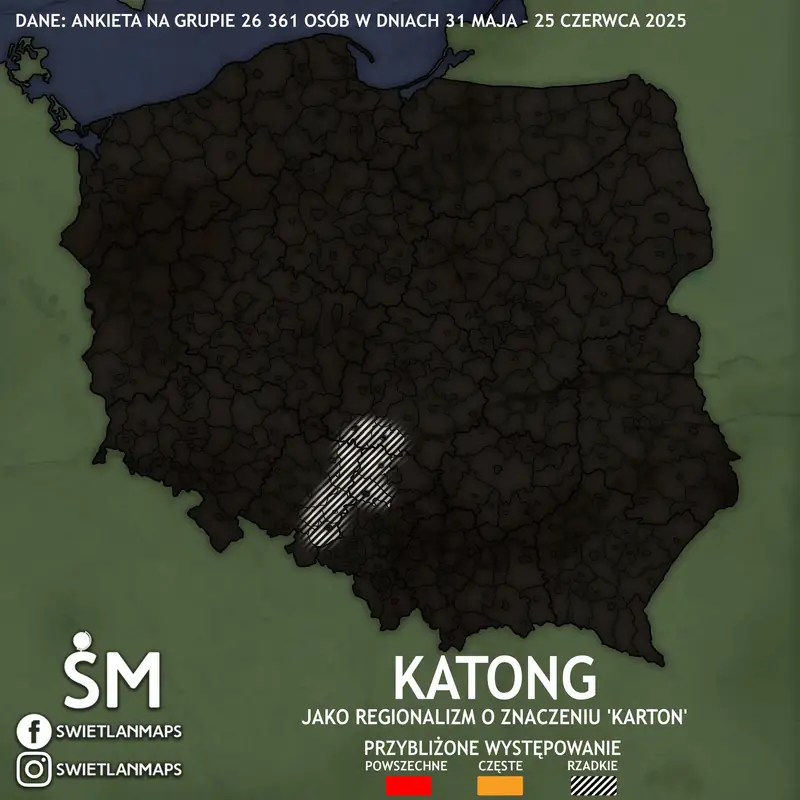 DANE: ANKIETA NA GRUPIE 26 361 OSÓB W DNIACH 31 MAJA - 25 CZERWCA 2025
ŚM
SWIETLANMAPS
SWIETLANMAPS
KATONG
JAKO REGIONALIZM O ZNACZENIU 'KARTON'
PRZYBLIŻONE WYSTĘPOWANIE
POWSZECHNE CZĘSTE RZADKIE